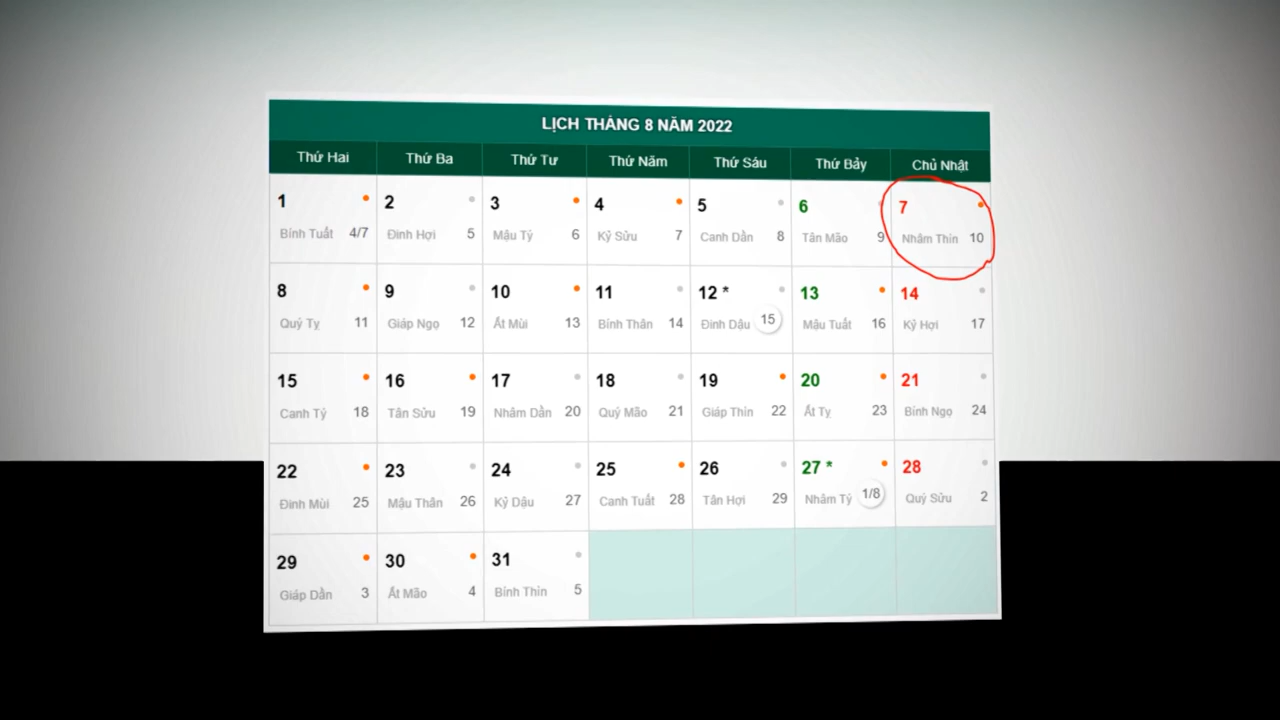 LỊCH THÁNG 8 NĂM 2022
Thứ Hai Thứ Ba Thứ Tư Thứ Năm Thứ Sáu Thứ Bảy Chủ Nhật
1 2 3 4 5 6 7
Bính Tuất 4/7 Đinh Hợi 5 Mậu Tý 6 Kỷ Sửu 7 Canh Dần 8 Tân Mão 9 Nhâm Thìn 10
8 9 10 11 12 * 13 14
Quý Tỵ 11 Giáp Ngọ 12 Ất Mùi 13 Bính Thân 14 Đinh Dậu 15 Mậu Tuất 16 Kỷ Hợi 17
15 16 17 18 19 20 21
Canh Tý 18 Tân Sửu 19 Nhâm Dần 20 Quý Mão 21 Giáp Thìn 22 Ất Tỵ 23 Bính Ngọ 24
22 23 24 25 26 27 * 28
Đinh Mùi 25 Mậu Thân 26 Kỷ Dậu 27 Canh Tuất 28 Tân Hợi 29 Nhâm Tý 1/8 Quý Sửu 2
29 30 31
Giáp Dần 3 Ất Mão 4 Bính Thìn 5